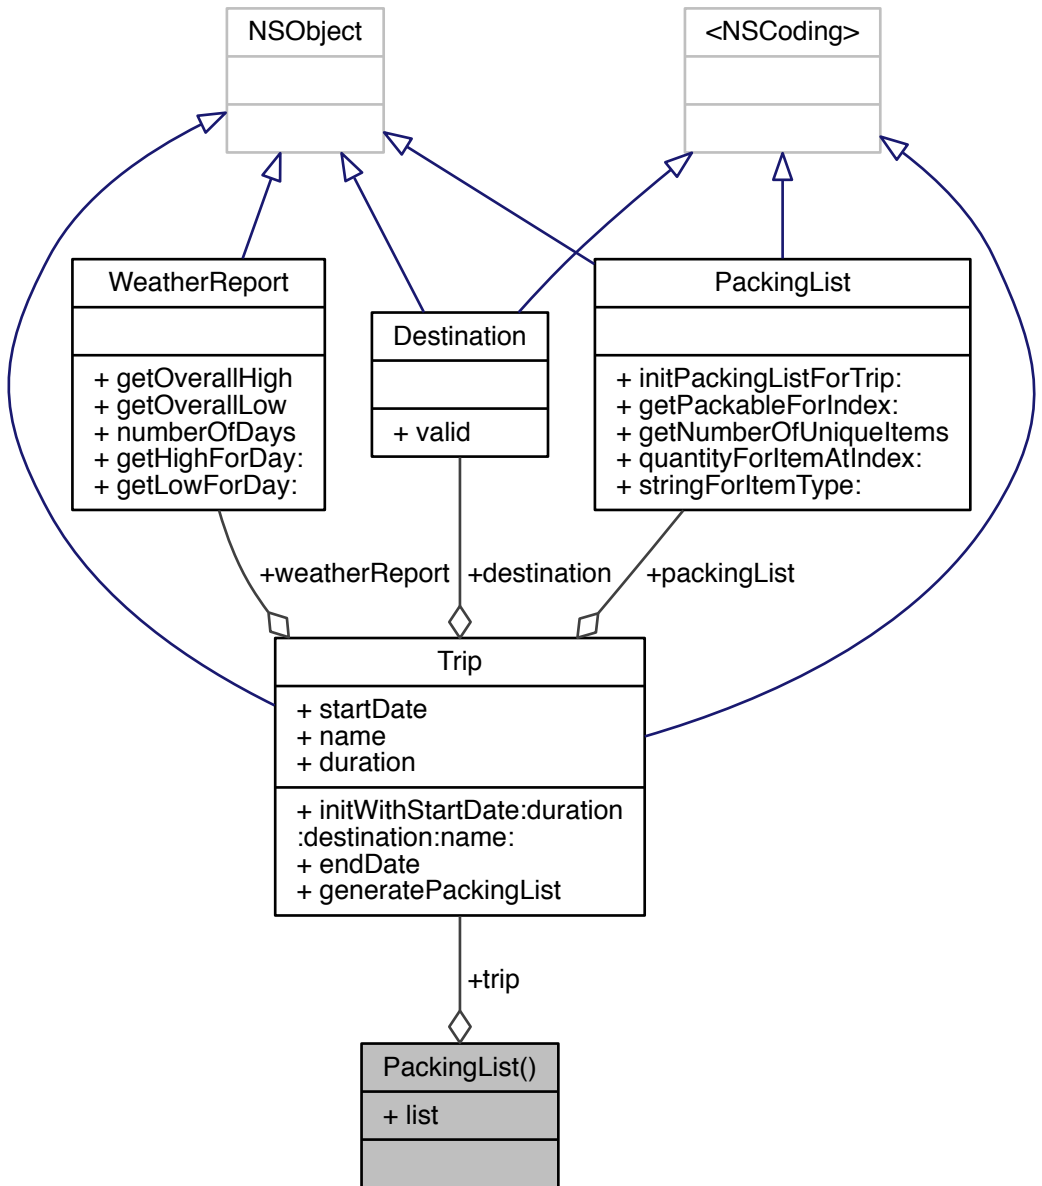 NSObject
<NSCoding>
WeatherReport
+ getOverallHigh
+ getOverallLow
+ numberOfDays
+ getHighForDay:
+ getLowForDay:
Destination
+ valid
PackingList
+ initPackingListForTrip:
+ getPackableForIndex:
+ getNumberOfUniqueItems
+ quantityForItemAtIndex:
+ stringForItemType:
+weatherReport
+destination
+packingList
Trip
+ startDate
+ name
+ duration
+ initWithStartDate:duration
:destination:name:
+ endDate
+ generatePackingList
+trip
PackingList()
+ list